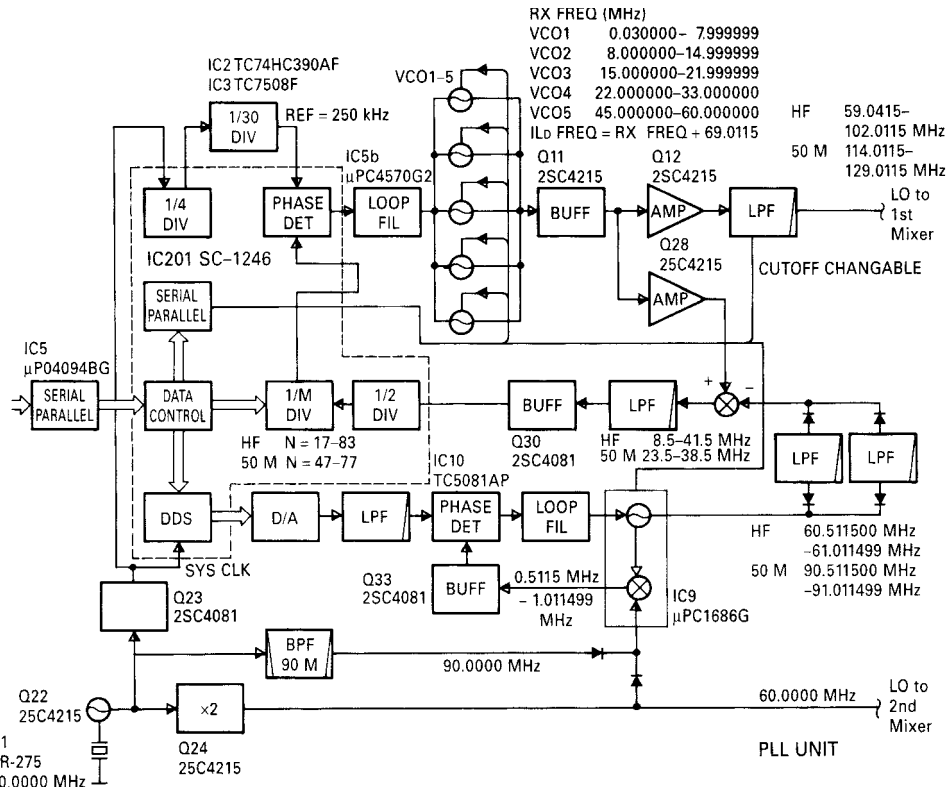 RX FREQ (MHz)
VCO1 0.030000– 7.999999
VCO2 8.000000–14.999999
VCO3 15.000000–21.999999
VCO4 22.000000–33.000000
VCO5 45.000000–60.000000
ILD FREQ = RX FREQ + 69.0115
IC2 TC74HC390AF
IC3 TC7508F
1/30
DIV
REF = 250 kHz
VCO1-5
HF 59.0415–
102.0115 MHz
50 M 114.0115–
129.0115 MHz
LO to
1st
Mixer
IC5b
µPC4570G2
Q11
2SC4215
Q12
2SC4215
1/4
DIV
PHASE
DET
LOOP
FIL
BUFF
AMP
LPF
IC201 SC-1246
Q28
25C4215
AMP
CUTOFF CHANGABLE
SERIAL
PARALLEL
IC5
µP04094BG
SERIAL
PARALLEL
DATA
CONTROL
1/M
DIV
1/2
DIV
BUFF
LPF
+
–
HF N = 17–83
50 M N = 47–77
Q30
2SC4081
HF 8.5–41.5 MHz
50 M 23.5–38.5 MHz
LPF
LPF
IC10
TC5081AP
DDS
D/A
LPF
PHASE
DET
LOOP
FIL
HF 60.511500 MHz
–61.011499 MHz
50 M 90.511500 MHz
–91.011499 MHz
SYS CLK
Q23
2SC4081
Q33
2SC4081
BUFF
0.5115 MHz
– 1.011499
MHz
IC9
µPC1686G
BPF
90 M
90.0000 MHz
Q22
25C4215
×2
60.0000 MHz
LO to
2nd
Mixer
Q24
25C4215
PLL UNIT
1
R-275
0.0000 MHz